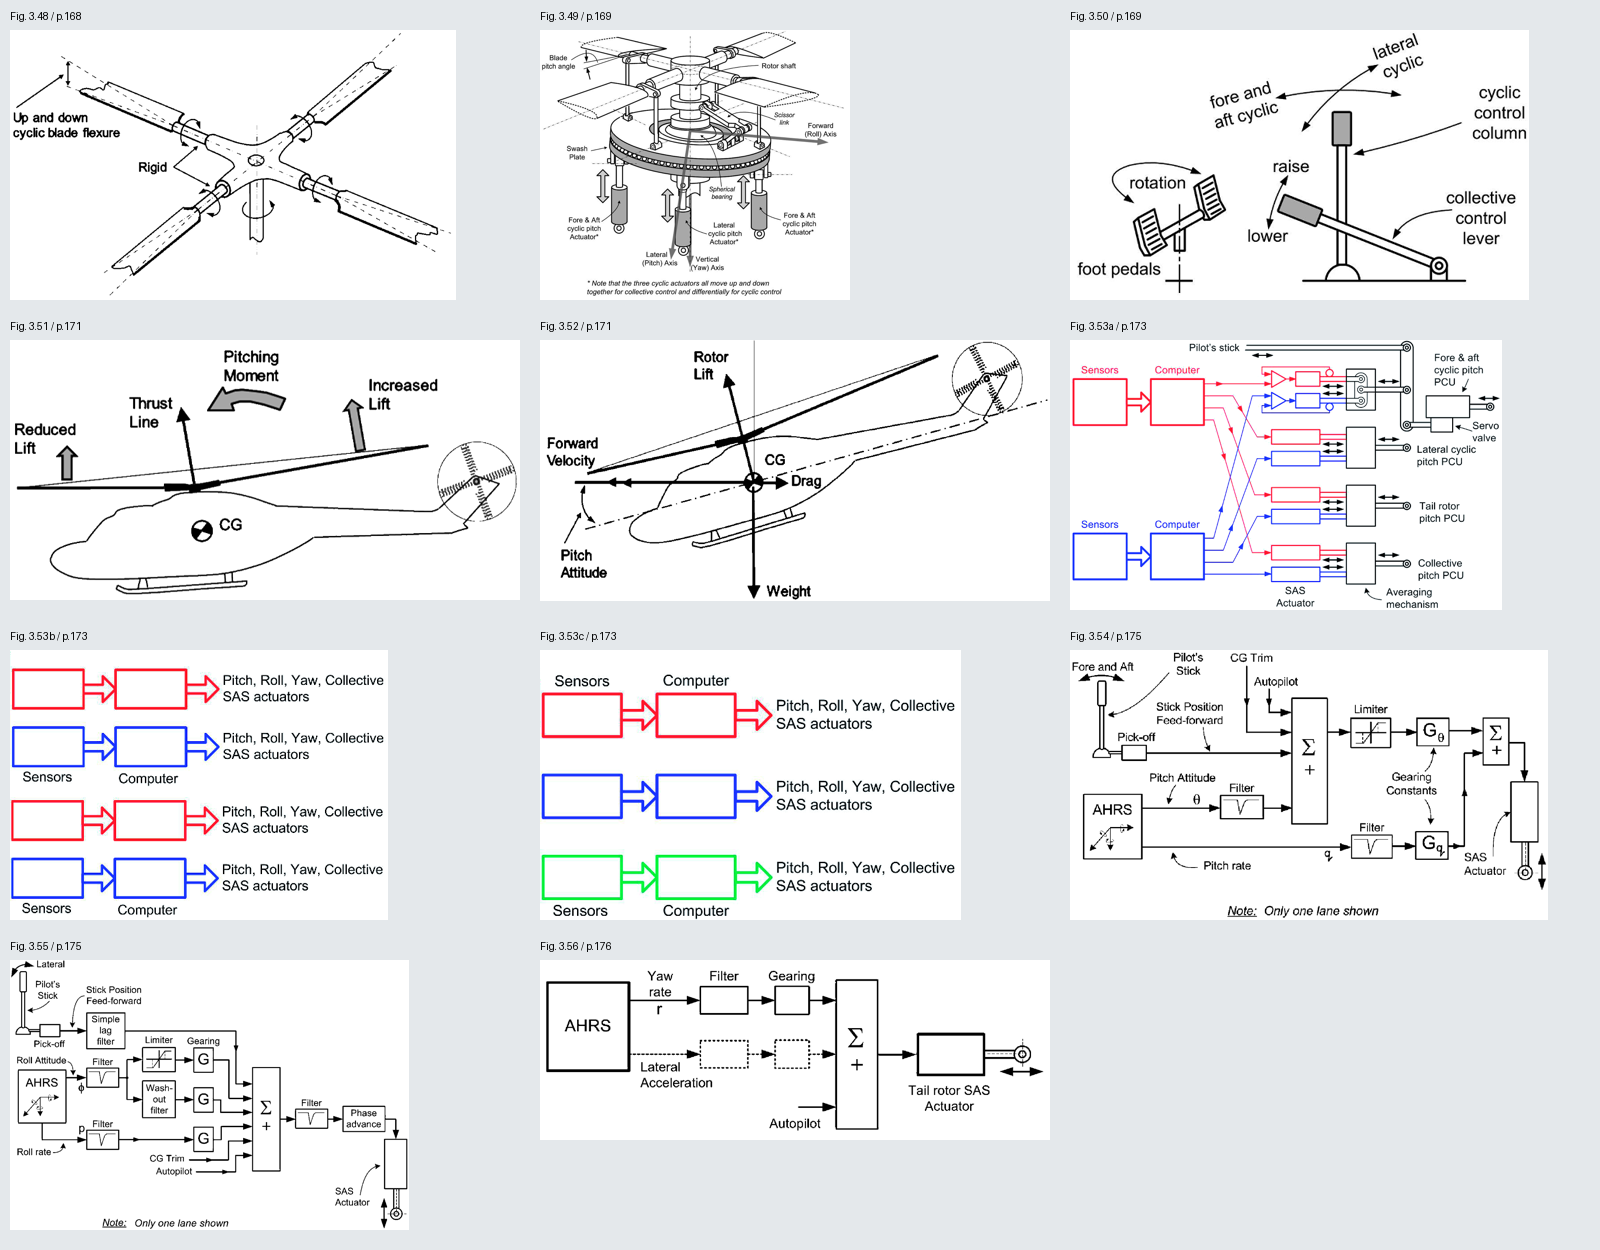 Fig. 3.48 / p.168
Up and down
cyclic blade flexure
Rigid
Fig. 3.49 / p.169
Blade
pitch angle
Rotor shaft
Scissor
link
Forward
(Roll) Axis
Swash
Plate
Spherical
bearing
Fore & Aft
cyclic pitch
Actuator*
Lateral
cyclic pitch
Actuator*
Fore & Aft
cyclic pitch
Actuator*
Lateral
(Pitch) Axis
Vertical
(Yaw) Axis
* Note that the three cyclic actuators all move up and down
together for collective control and differentially for cyclic control
Fig. 3.50 / p.169
lateral
cyclic
fore and
aft cyclic
cyclic
control
column
raise
rotation
collective
control
lever
lower
foot pedals
Fig. 3.51 / p.171
Pitching
Moment
Increased
Lift
Thrust
Line
Reduced
Lift
CG
Fig. 3.52 / p.171
Rotor
Lift
Forward
Velocity
CG
Drag
Pitch
Attitude
Weight
Fig. 3.53a / p.173
Pilot's stick
Sensors
Computer
Fore & aft
cyclic pitch
PCU
Servo
valve
Lateral cyclic
pitch PCU
Tail rotor
pitch PCU
Sensors
Computer
Collective
pitch PCU
SAS
Actuator
Averaging
mechanism
Fig. 3.53b / p.173
Pitch, Roll, Yaw, Collective
SAS actuators
Pitch, Roll, Yaw, Collective
SAS actuators
Sensors
Computer
Pitch, Roll, Yaw, Collective
SAS actuators
Pitch, Roll, Yaw, Collective
SAS actuators
Sensors
Computer
Fig. 3.53c / p.173
Sensors
Computer
Pitch, Roll, Yaw, Collective
SAS actuators
Pitch, Roll, Yaw, Collective
SAS actuators
Pitch, Roll, Yaw, Collective
SAS actuators
Sensors
Computer
Fig. 3.54 / p.175
Fore and Aft
Pilot's
Stick
CG Trim
Autopilot
Stick Position
Feed-forward
Limiter
Pick-off
Gθ
Σ
+
Σ
+
Pitch Attitude
θ
Filter
Gearing
Constants
AHRS
Filter
Gq
q
Pitch rate
SAS
Actuator
Note: Only one lane shown
Fig. 3.55 / p.175
Lateral
Pilot's
Stick
Stick Position
Feed-forward
Simple
lag
filter
Pick-off
Limiter
Gearing
Roll Attitude
Filter
G
AHRS
ϕ
Wash-
out
filter
G
Σ
+
Filter
Phase
advance
p
Filter
G
Roll rate
CG Trim
Autopilot
SAS
Actuator
Note: Only one lane shown
Fig. 3.56 / p.176
Yaw
rate
r
Filter
Gearing
AHRS
Σ
+
Lateral
Acceleration
Tail rotor SAS
Actuator
Autopilot